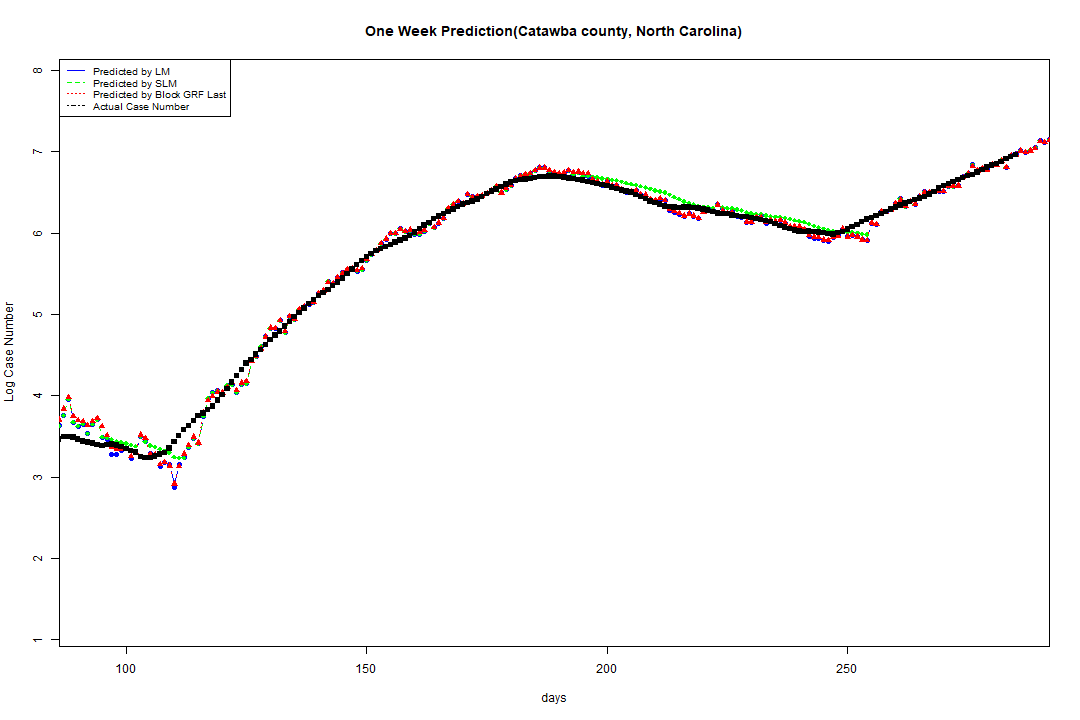 One Week Prediction(Catawba county, North Carolina)
Predicted by LM
Predicted by SLM
Predicted by Block GRF Last
Actual Case Number
8
7
6
5
4
3
2
1
Log Case Number
100 150 200 250
days